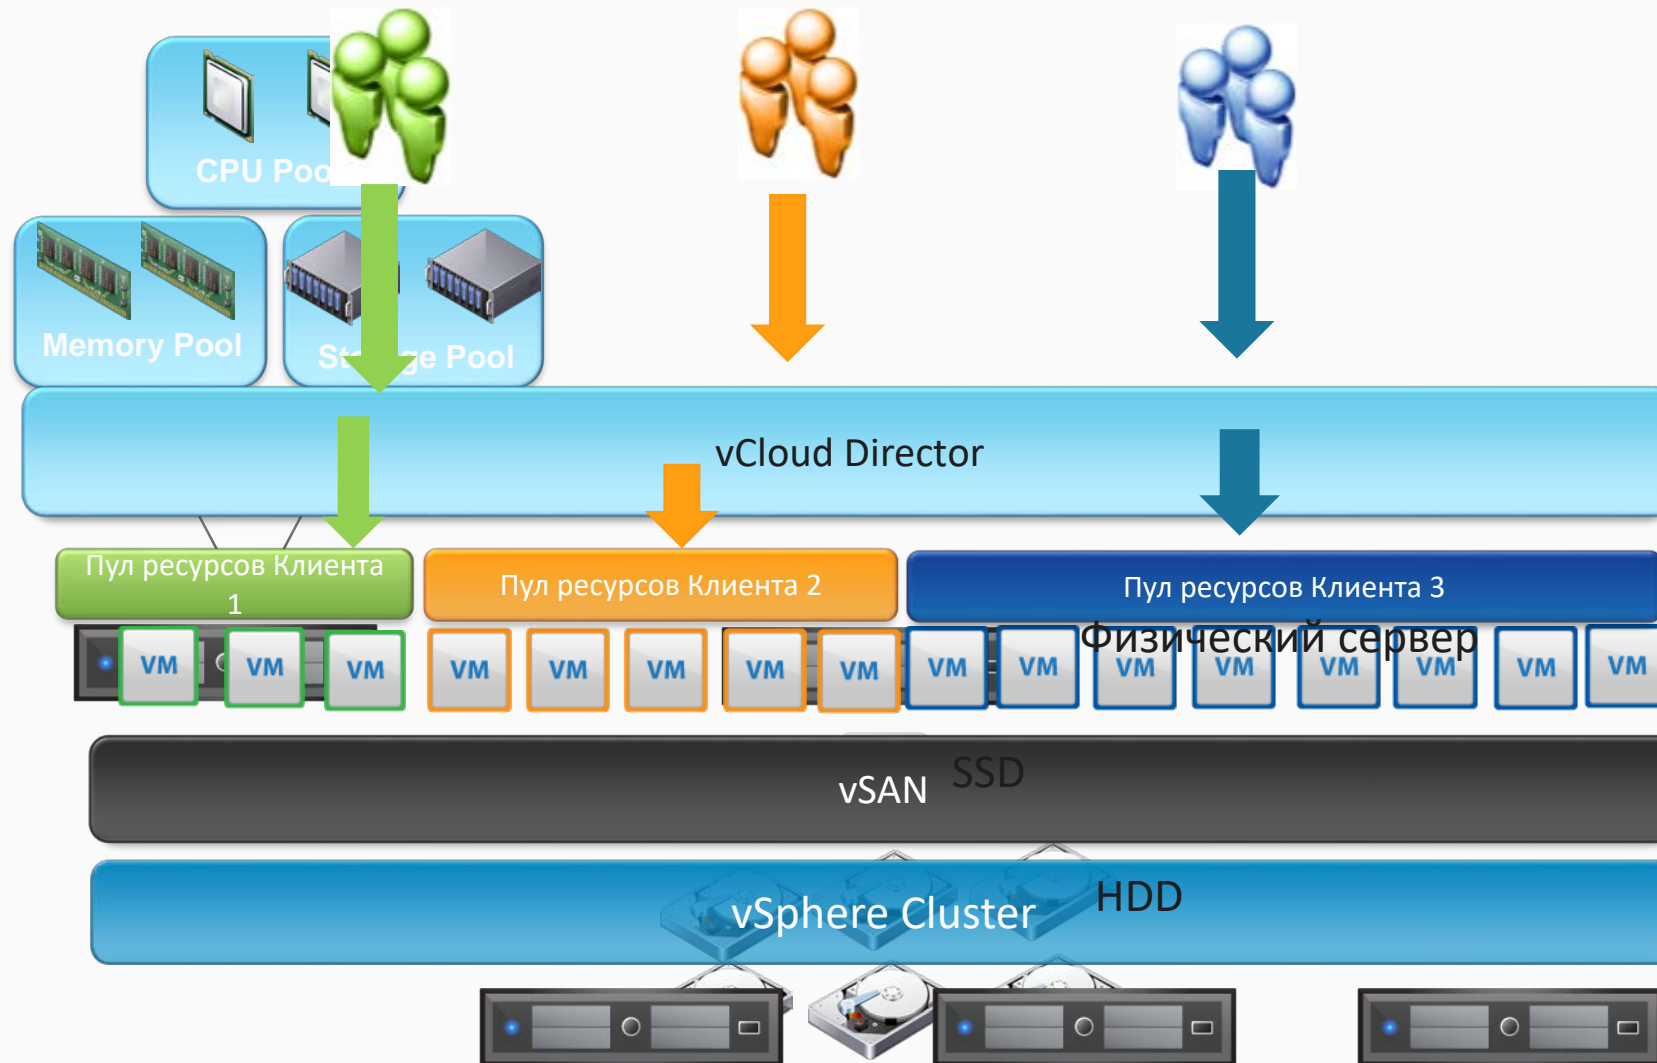 CPU Poo
Memory Pool
St ge Pool
vCloud Director
Пул ресурсов Клиента
1
Пул ресурсов Клиента 2
Пул ресурсов Клиента 3
Физический сервер
VM VM VM VM VM VM VM VM VM VM VM VM VM VM VM VM
SSD
vSAN
HDD
vSphere Cluster